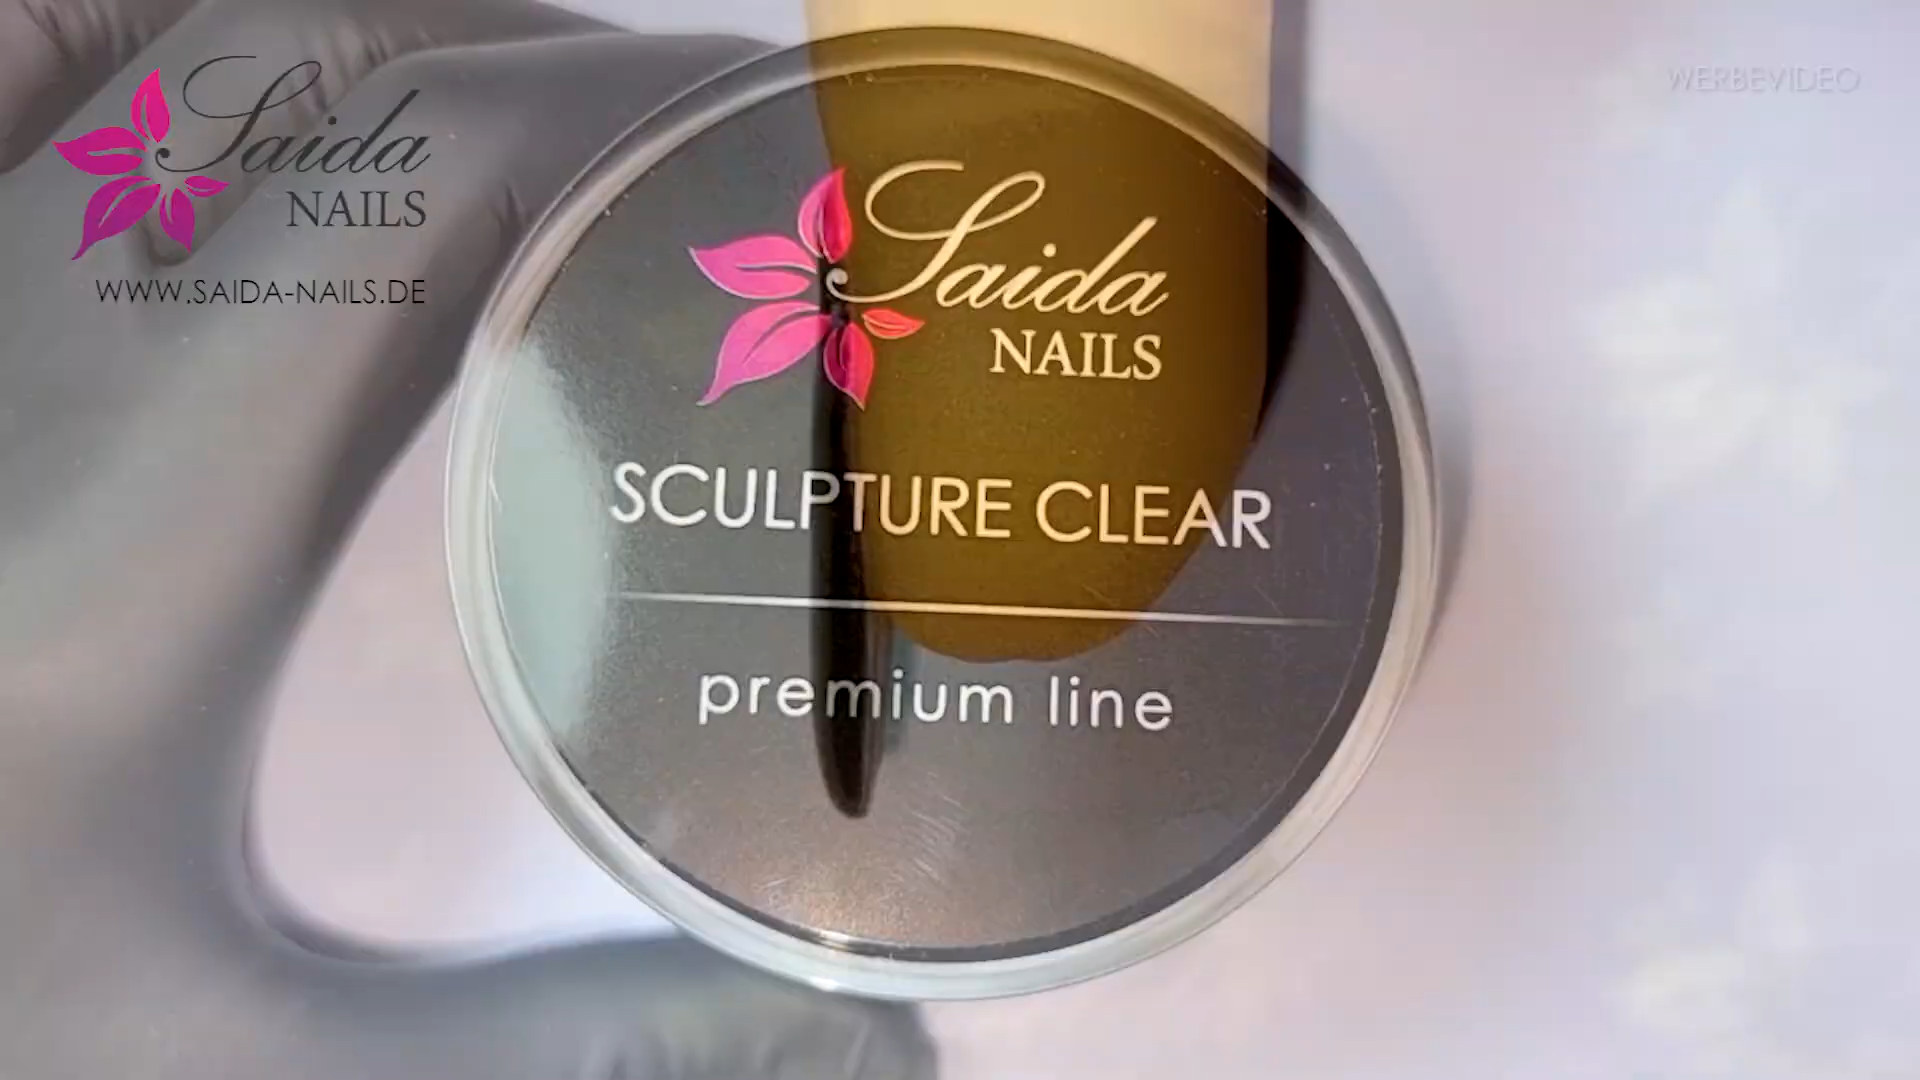 Saida
NAILS
WWW.SAIDA-NAILS.DE
WERBEVIDEO
Saida
NAILS
SCULPTURE CLEAR
premium line